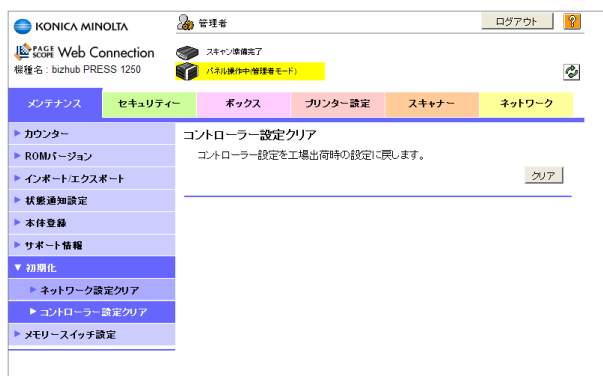 KONICA MINOLTA
管理者
ログアウト
?
PAGE SCOPE Web Connection
スキャン準備完了
機種名 : bizhub PRESS 1250
パネル操作中(管理者モード)
メンテナンス
セキュリティー
ボックス
プリンター設定
スキャナー
ネットワーク
カウンター
ROMバージョン
インポート/エクスポート
状態通知設定
本体登録
サポート情報
初期化
ネットワーク設定クリア
コントローラー設定クリア
メモリースイッチ設定
コントローラー設定クリア
コントローラー設定を工場出荷時の設定に戻します。
クリア